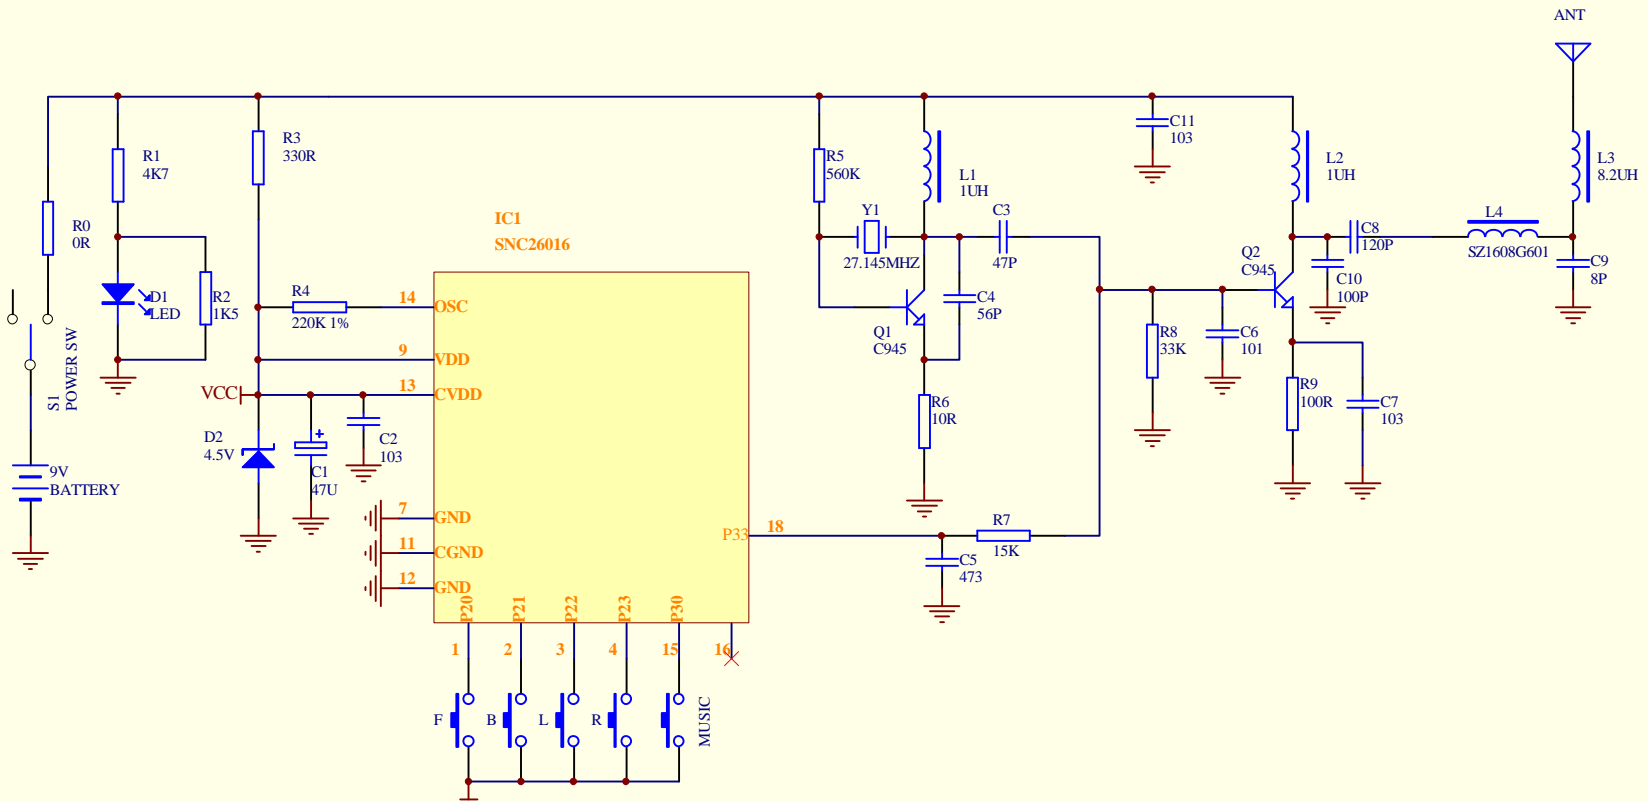 ANT
R0
0R
S1
POWER SW
9V
BATTERY
R1
4K7
D1
LED
R2
1K5
R3
330R
R4
220K 1%
VCC
D2
4.5V
C1
47U
C2
103
IC1
SNC26016
14
OSC
9
VDD
13
CVDD
7
GND
11
CGND
12
GND
P33
18
P20
P21
P22
P23
P30
1
2
3
4
15
16
F
B
L
R
MUSIC
R5
560K
Y1
27.145MHZ
L1
1UH
C3
47P
C4
56P
Q1
C945
R6
10R
C5
473
R7
15K
C11
103
R8
33K
C6
101
Q2
C945
L2
1UH
C8
120P
C10
100P
R9
100R
C7
103
L4
SZ1608G601
L3
8.2UH
C9
8P